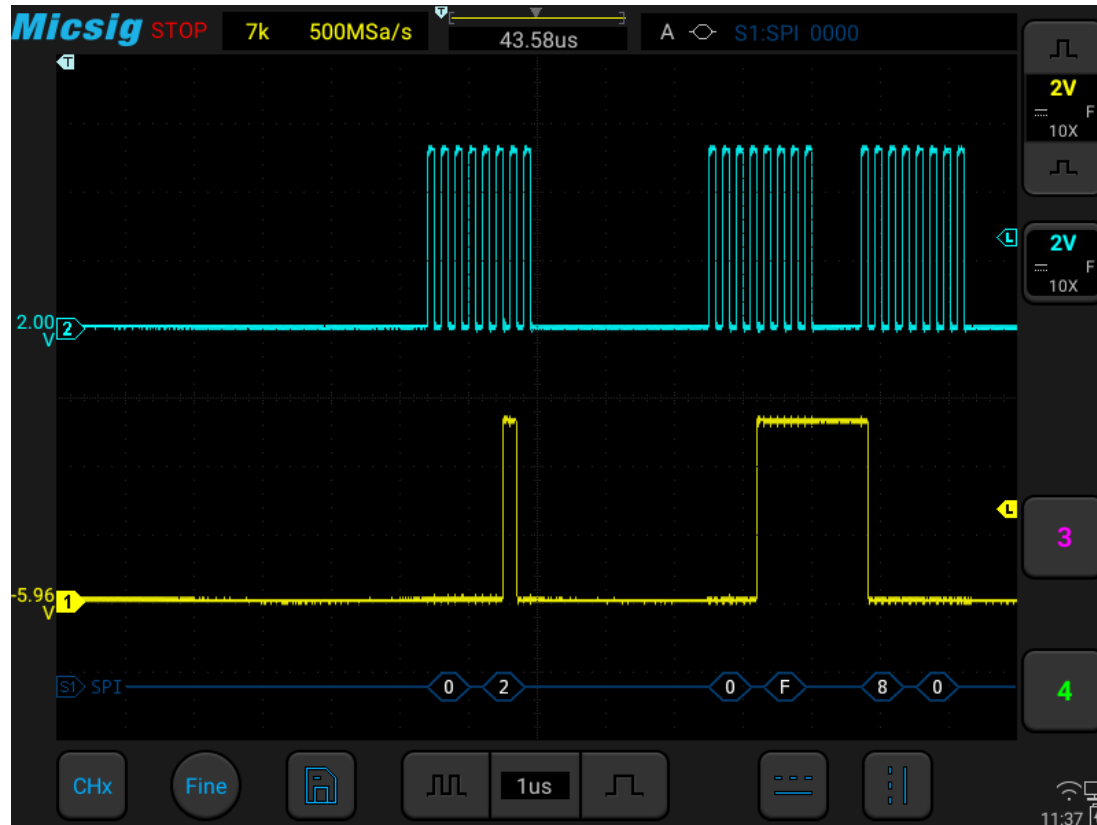 Micsig STOP 7k 500MSa/s T 43.58us A S1:SPI 0000
T
2V
F
10X
L
2V
F
10X
2.00 V 2
L
3
-5.96 V 1
S1 SPI 0 2 0 F 8 0
4
CHx Fine 1us
11:37